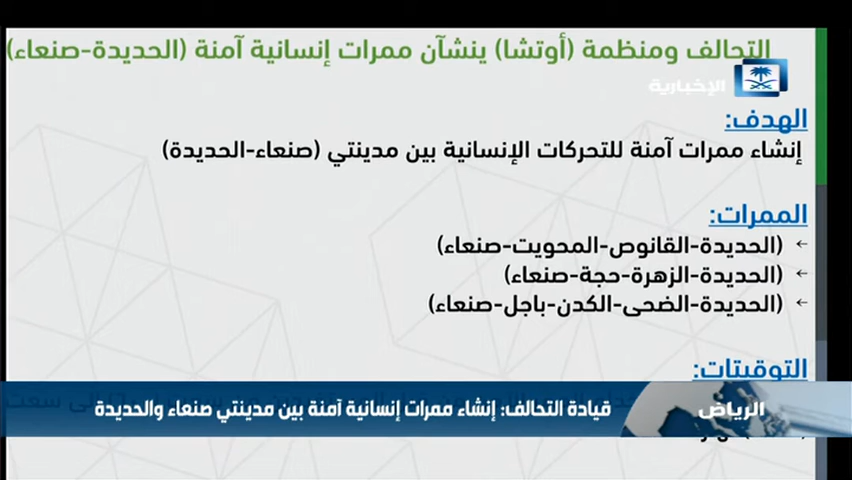 التحالف ومنظمة (أوتشا) ينشآن ممرات إنسانية آمنة (الحديدة-صنعاء)
الإخبارية
الهدف:
إنشاء ممرات آمنة للتحركات الإنسانية بين مدينتي (صنعاء-الحديدة)
الممرات:
← (الحديدة-القانوص-المحويت-صنعاء)
← (الحديدة-الزهرة-حجة-صنعاء)
← (الحديدة-الضحى-الكدن-باجل-صنعاء)
التوقيتات:
الرياض
قيادة التحالف: إنشاء ممرات إنسانية آمنة بين مدينتي صنعاء والحديدة